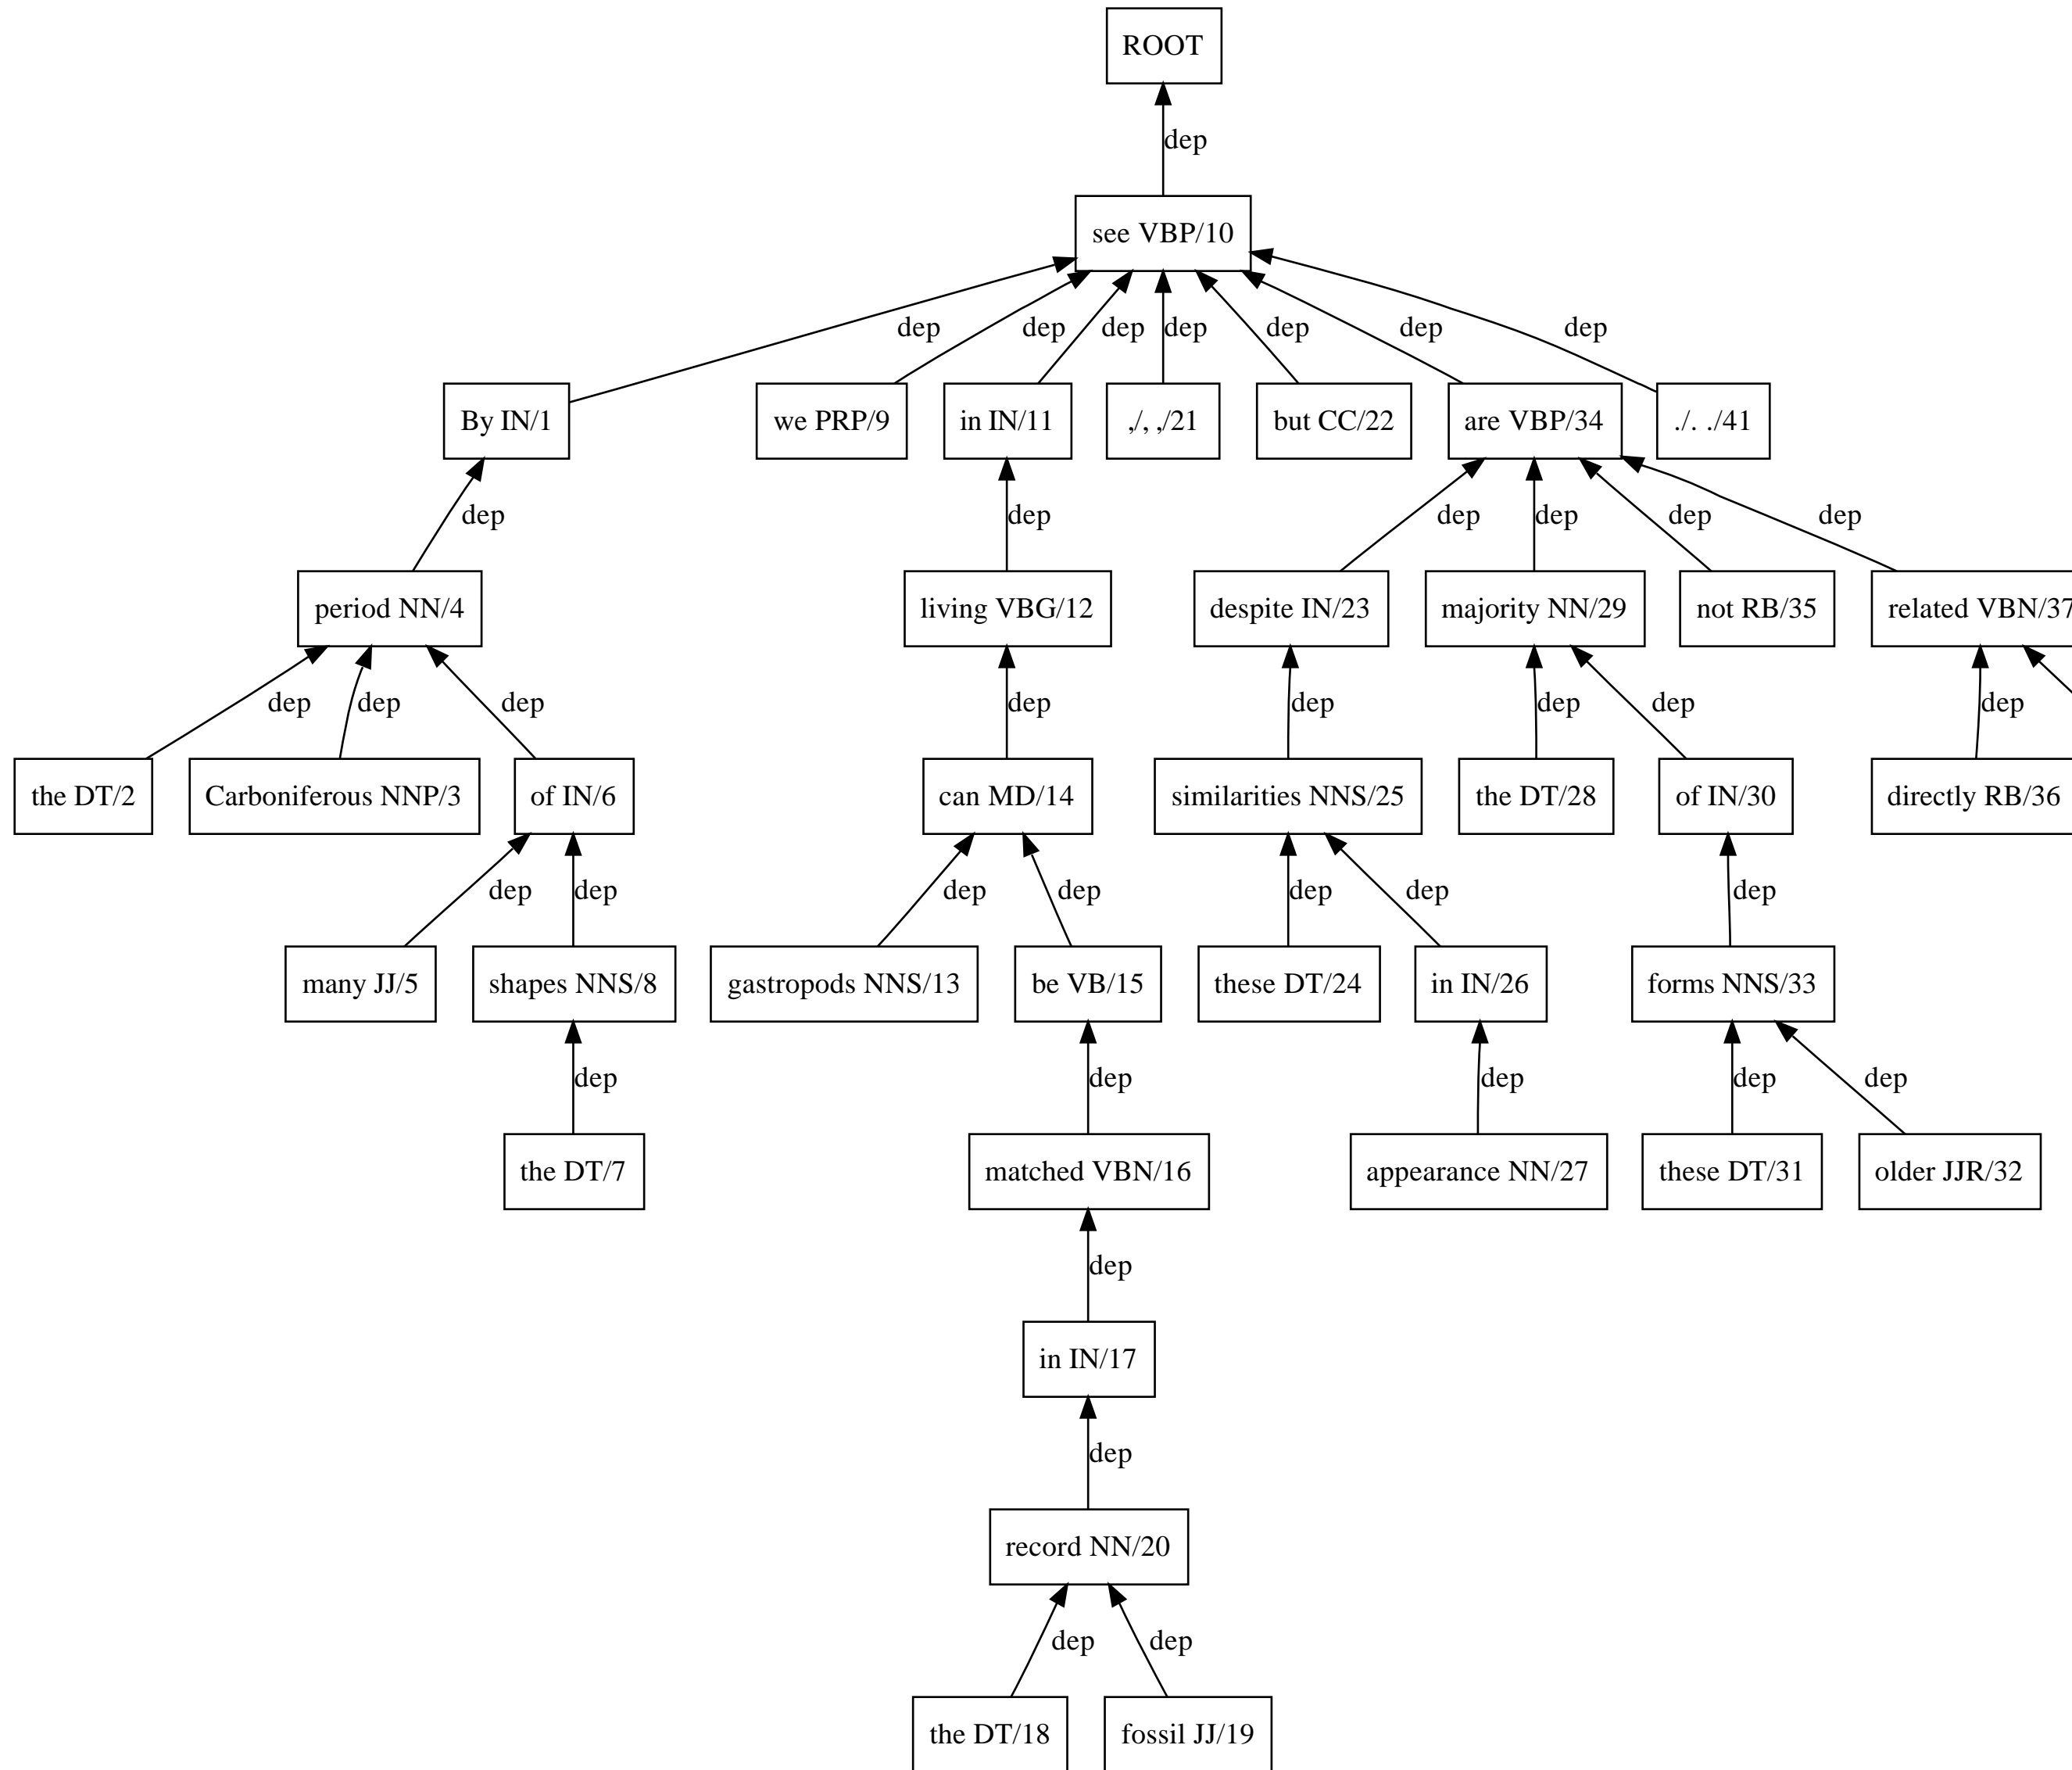 ROOT
dep
see VBP/10
dep dep dep dep dep dep dep
By IN/1 we PRP/9 in IN/11 ,/, ,/21 but CC/22 are VBP/34 ./. ./41
dep dep dep dep dep dep
period NN/4 living VBG/12 despite IN/23 majority NN/29 not RB/35 related VBN/37
dep dep dep dep dep dep dep dep
the DT/2 Carboniferous NNP/3 of IN/6 can MD/14 similarities NNS/25 the DT/28 of IN/30 directly RB/36
dep dep dep dep dep dep dep
many JJ/5 shapes NNS/8 gastropods NNS/13 be VB/15 these DT/24 in IN/26 forms NNS/33
dep dep dep dep dep
the DT/7 matched VBN/16 appearance NN/27 these DT/31 older JJR/32
dep
in IN/17
dep
record NN/20
dep dep
the DT/18 fossil JJ/19